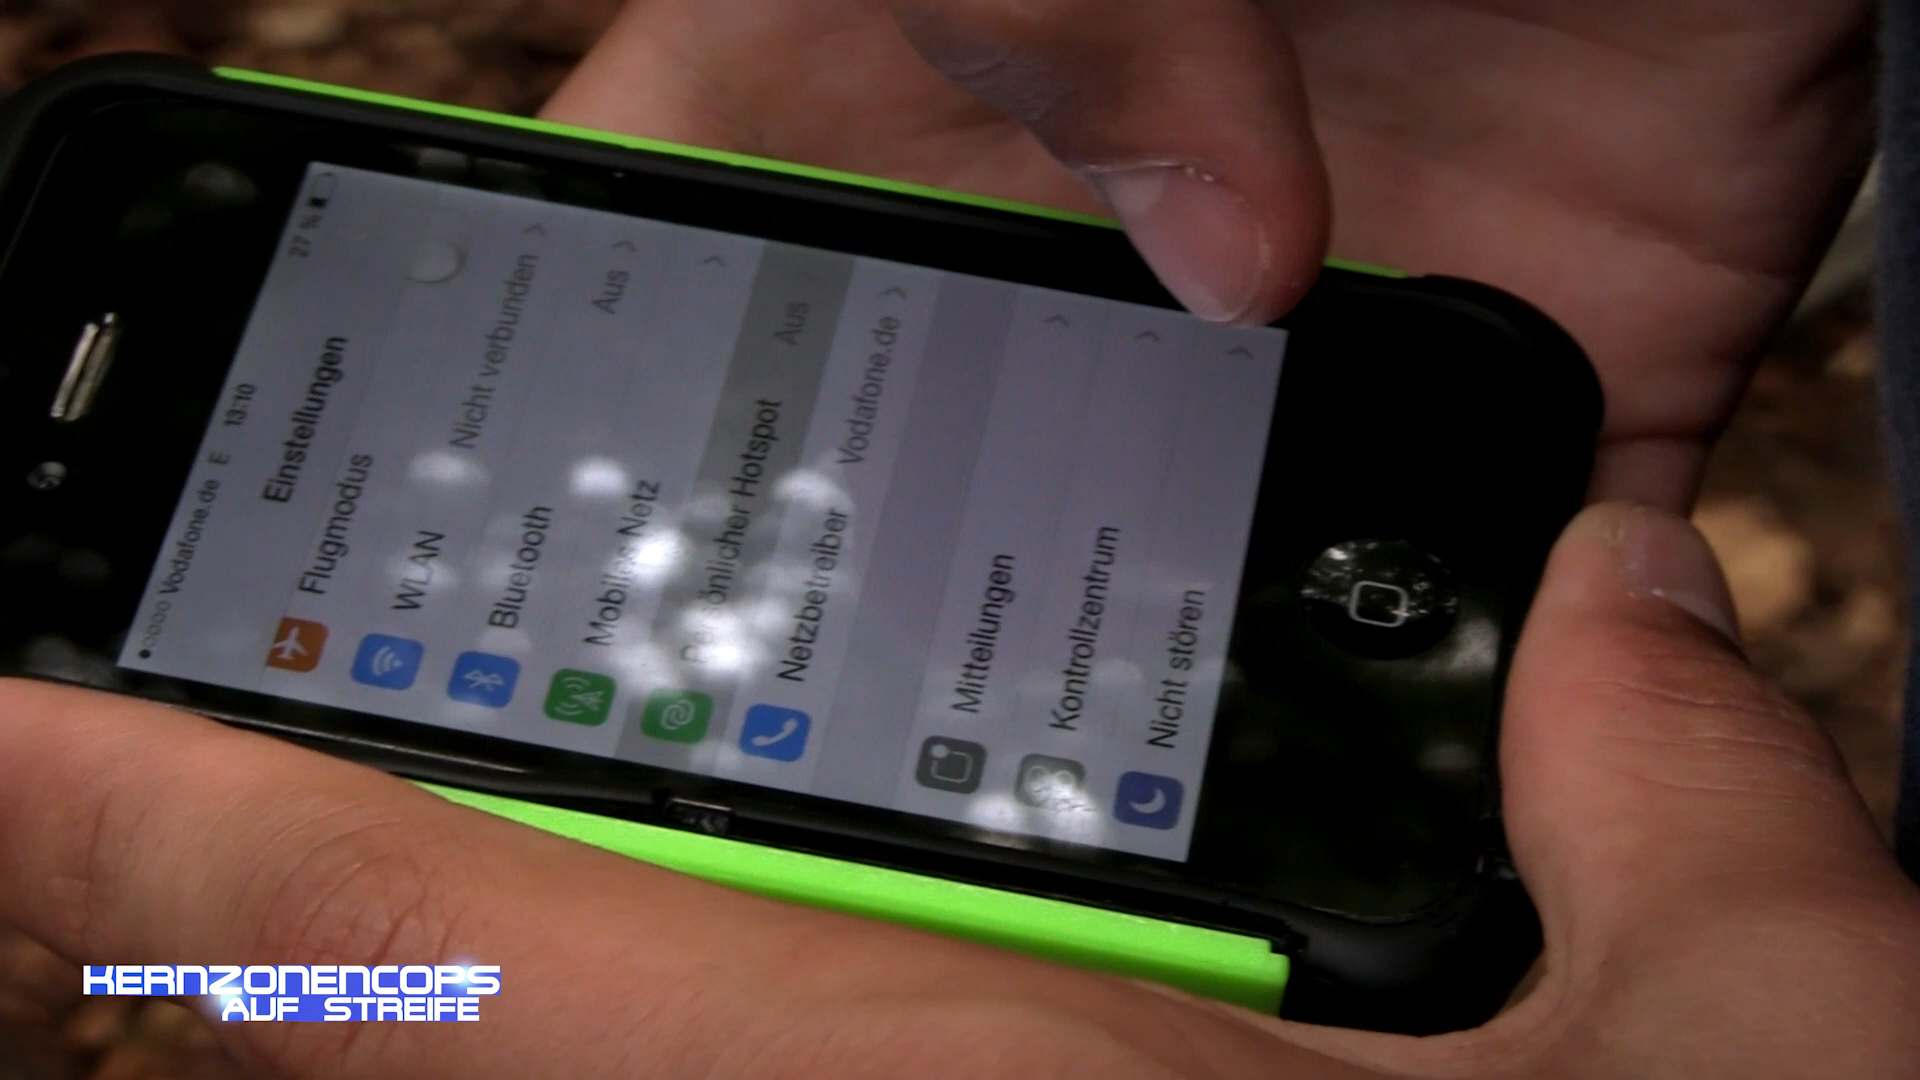 ●○○○○ Vodafone.de E 13:10 27 %
Einstellungen
Flugmodus
WLAN Nicht verbunden
Bluetooth Aus
Mobiles Netz
Persönlicher Hotspot Aus
Netzbetreiber Vodafone.de
Mitteilungen
Kontrollzentrum
Nicht stören
KERNZONENCOPS
AUF STREIFE